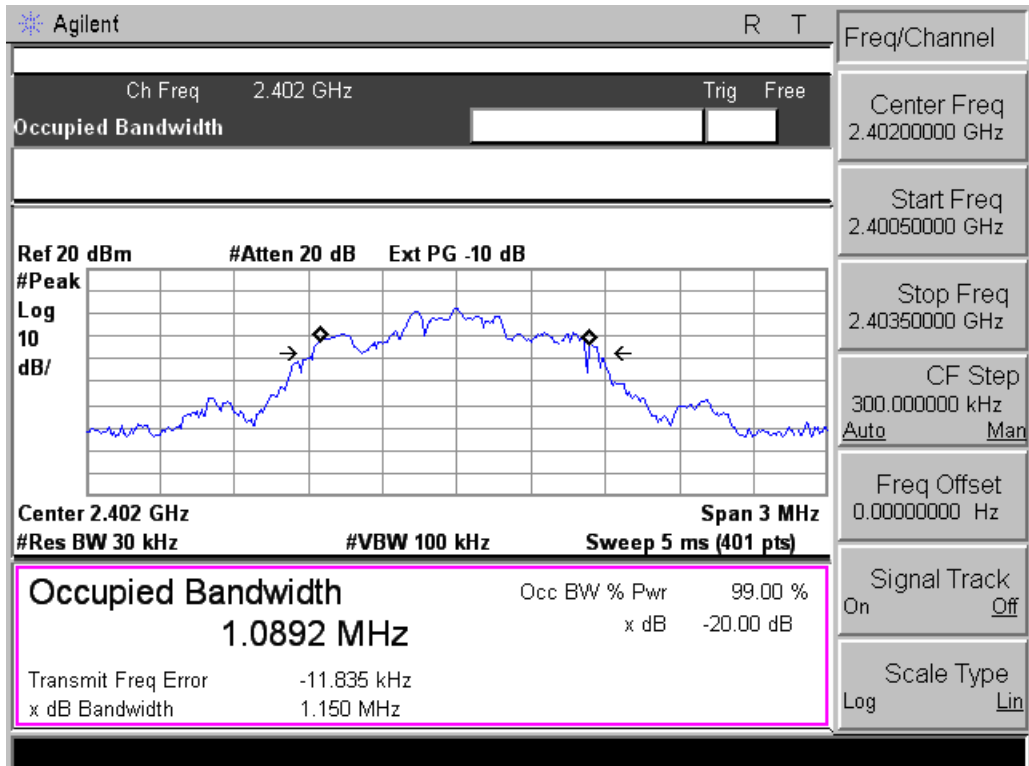 Agilent R T
Freq/Channel
Ch Freq 2.402 GHz Trig Free
Occupied Bandwidth
Center Freq
2.40200000 GHz
Start Freq
2.40050000 GHz
Stop Freq
2.40350000 GHz
CF Step
300.000000 kHz
Auto Man
Freq Offset
0.00000000 Hz
Signal Track
On Off
Scale Type
Log Lin
Ref 20 dBm #Atten 20 dB Ext PG -10 dB
#Peak
Log
10
dB/
Center 2.402 GHz Span 3 MHz
#Res BW 30 kHz #VBW 100 kHz Sweep 5 ms (401 pts)
Occupied Bandwidth Occ BW % Pwr 99.00 %
1.0892 MHz x dB -20.00 dB
Transmit Freq Error -11.835 kHz
x dB Bandwidth 1.150 MHz